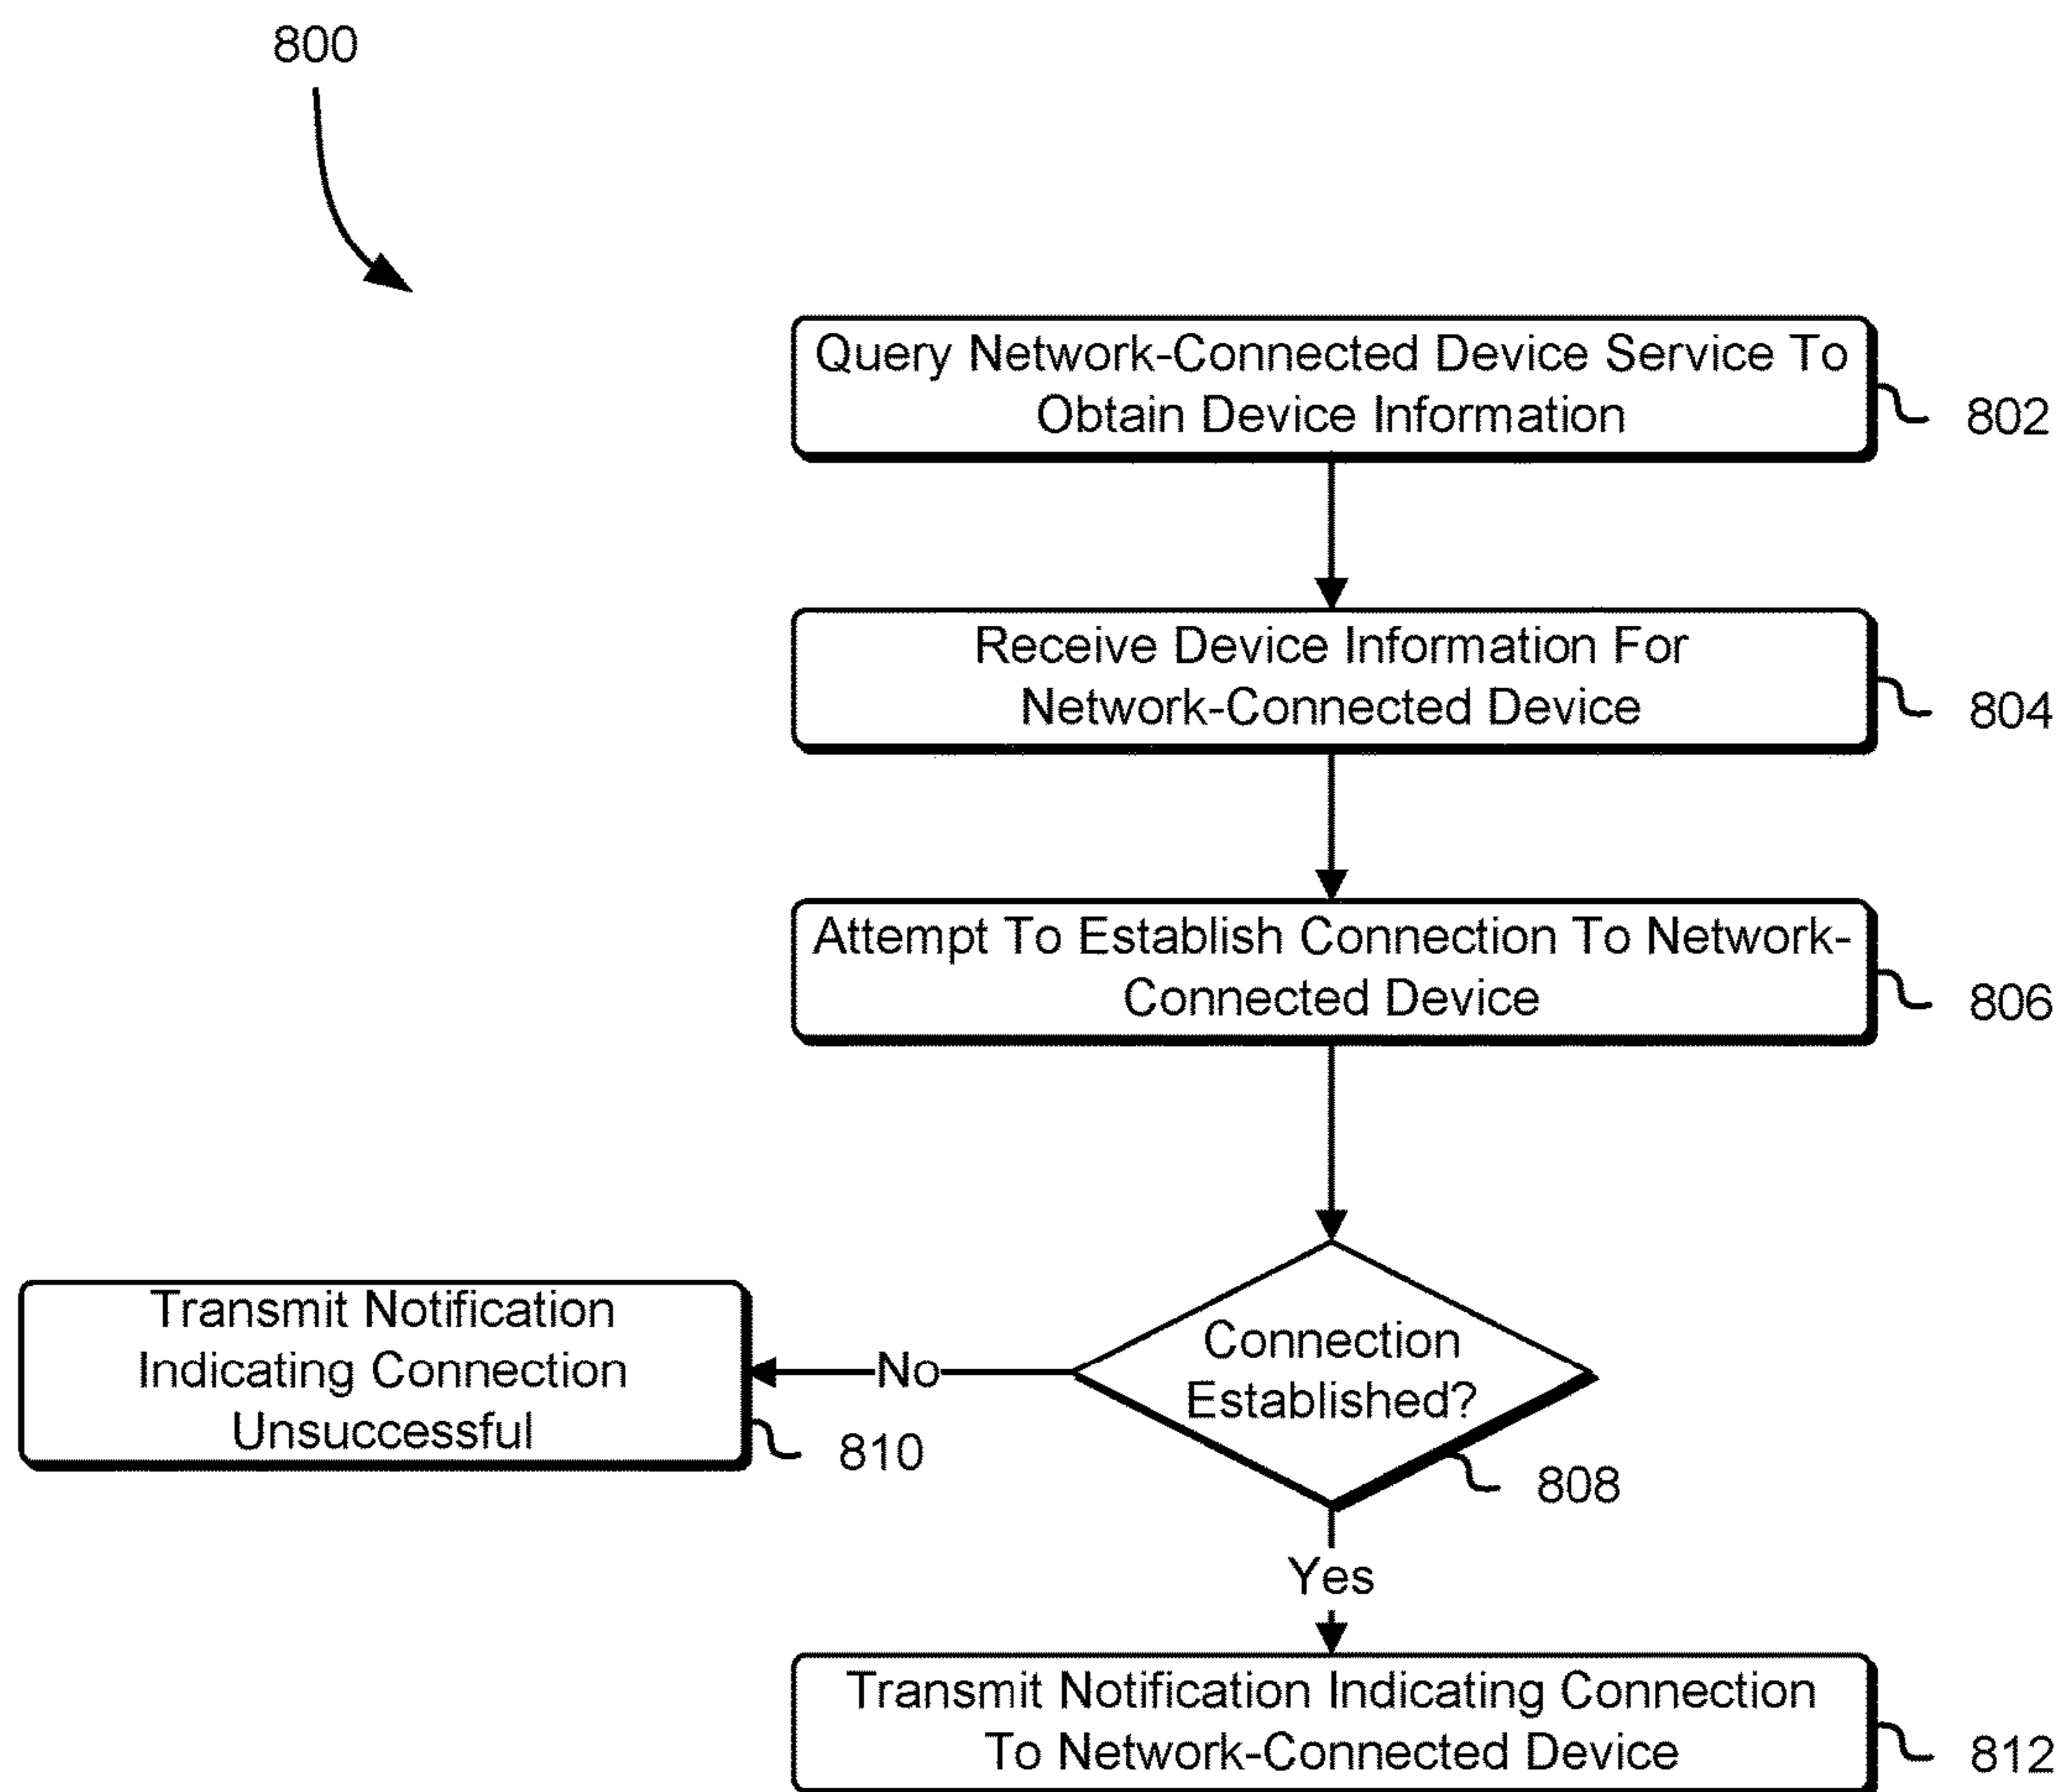 800
Query Network-Connected Device Service To
Obtain Device Information
802
Receive Device Information For
Network-Connected Device
804
Attempt To Establish Connection To Network-
Connected Device
806
Connection
Established?
808
No
Transmit Notification
Indicating Connection
Unsuccessful
810
Yes
Transmit Notification Indicating Connection
To Network-Connected Device
812